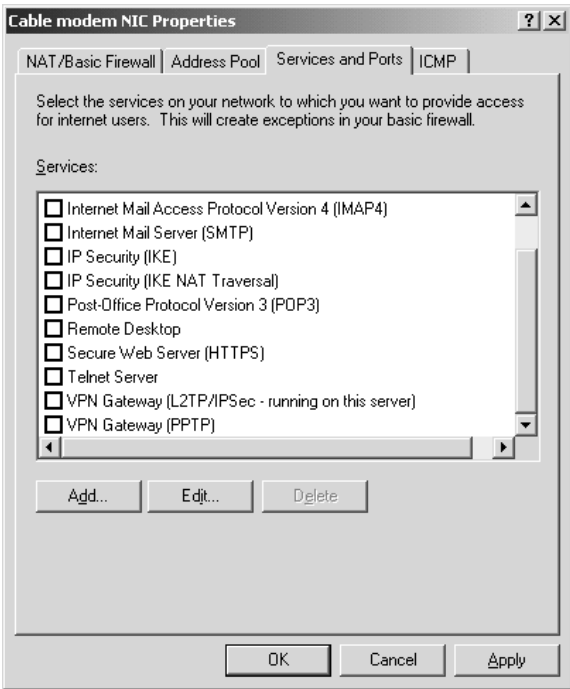 Cable modem NIC Properties
NAT/Basic Firewall Address Pool Services and Ports ICMP
Select the services on your network to which you want to provide access
for internet users. This will create exceptions in your basic firewall.
Services:
Internet Mail Access Protocol Version 4 (IMAP4)
Internet Mail Server (SMTP)
IP Security (IKE)
IP Security (IKE NAT Traversal)
Post-Office Protocol Version 3 (POP3)
Remote Desktop
Secure Web Server (HTTPS)
Telnet Server
VPN Gateway (L2TP/IPSec - running on this server)
VPN Gateway (PPTP)
Add... Edit... Delete
OK Cancel Apply